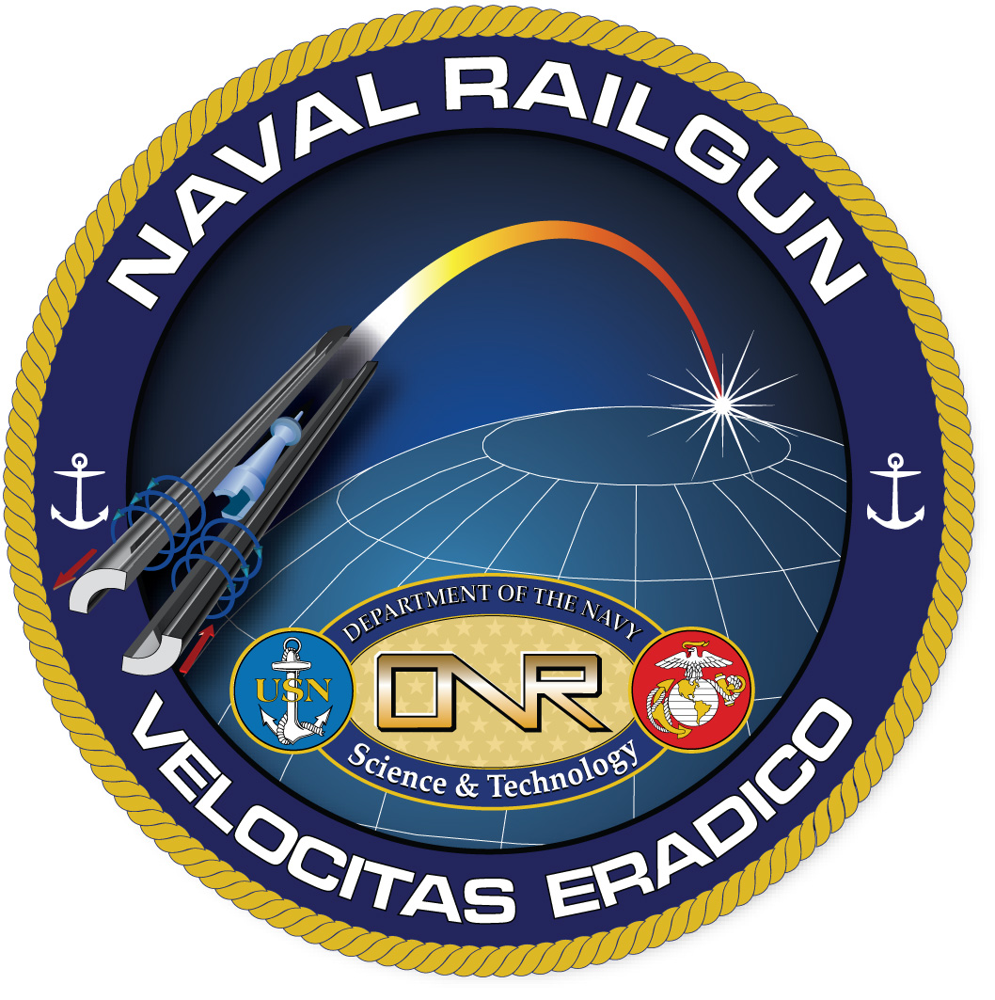 NAVAL RAILGUN
DEPARTMENT OF THE NAVY
USN
ONR
Science & Technology
VELOCITAS ERADICO